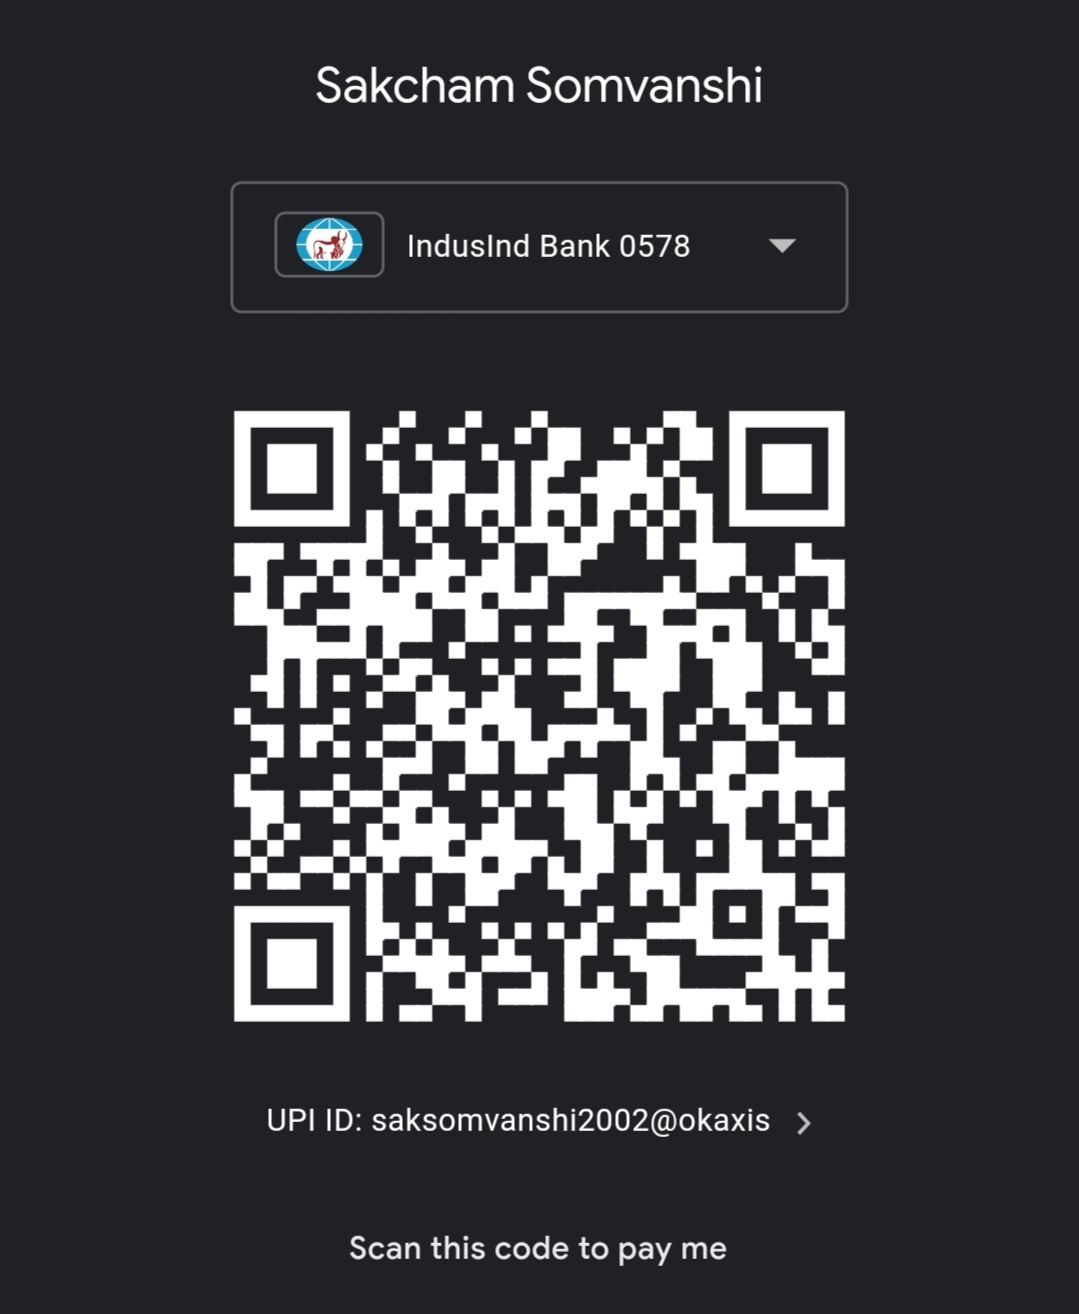 Sakcham Somvanshi
IndusInd Bank 0578
UPI ID: saksomvanshi2002@okaxis
Scan this code to pay me